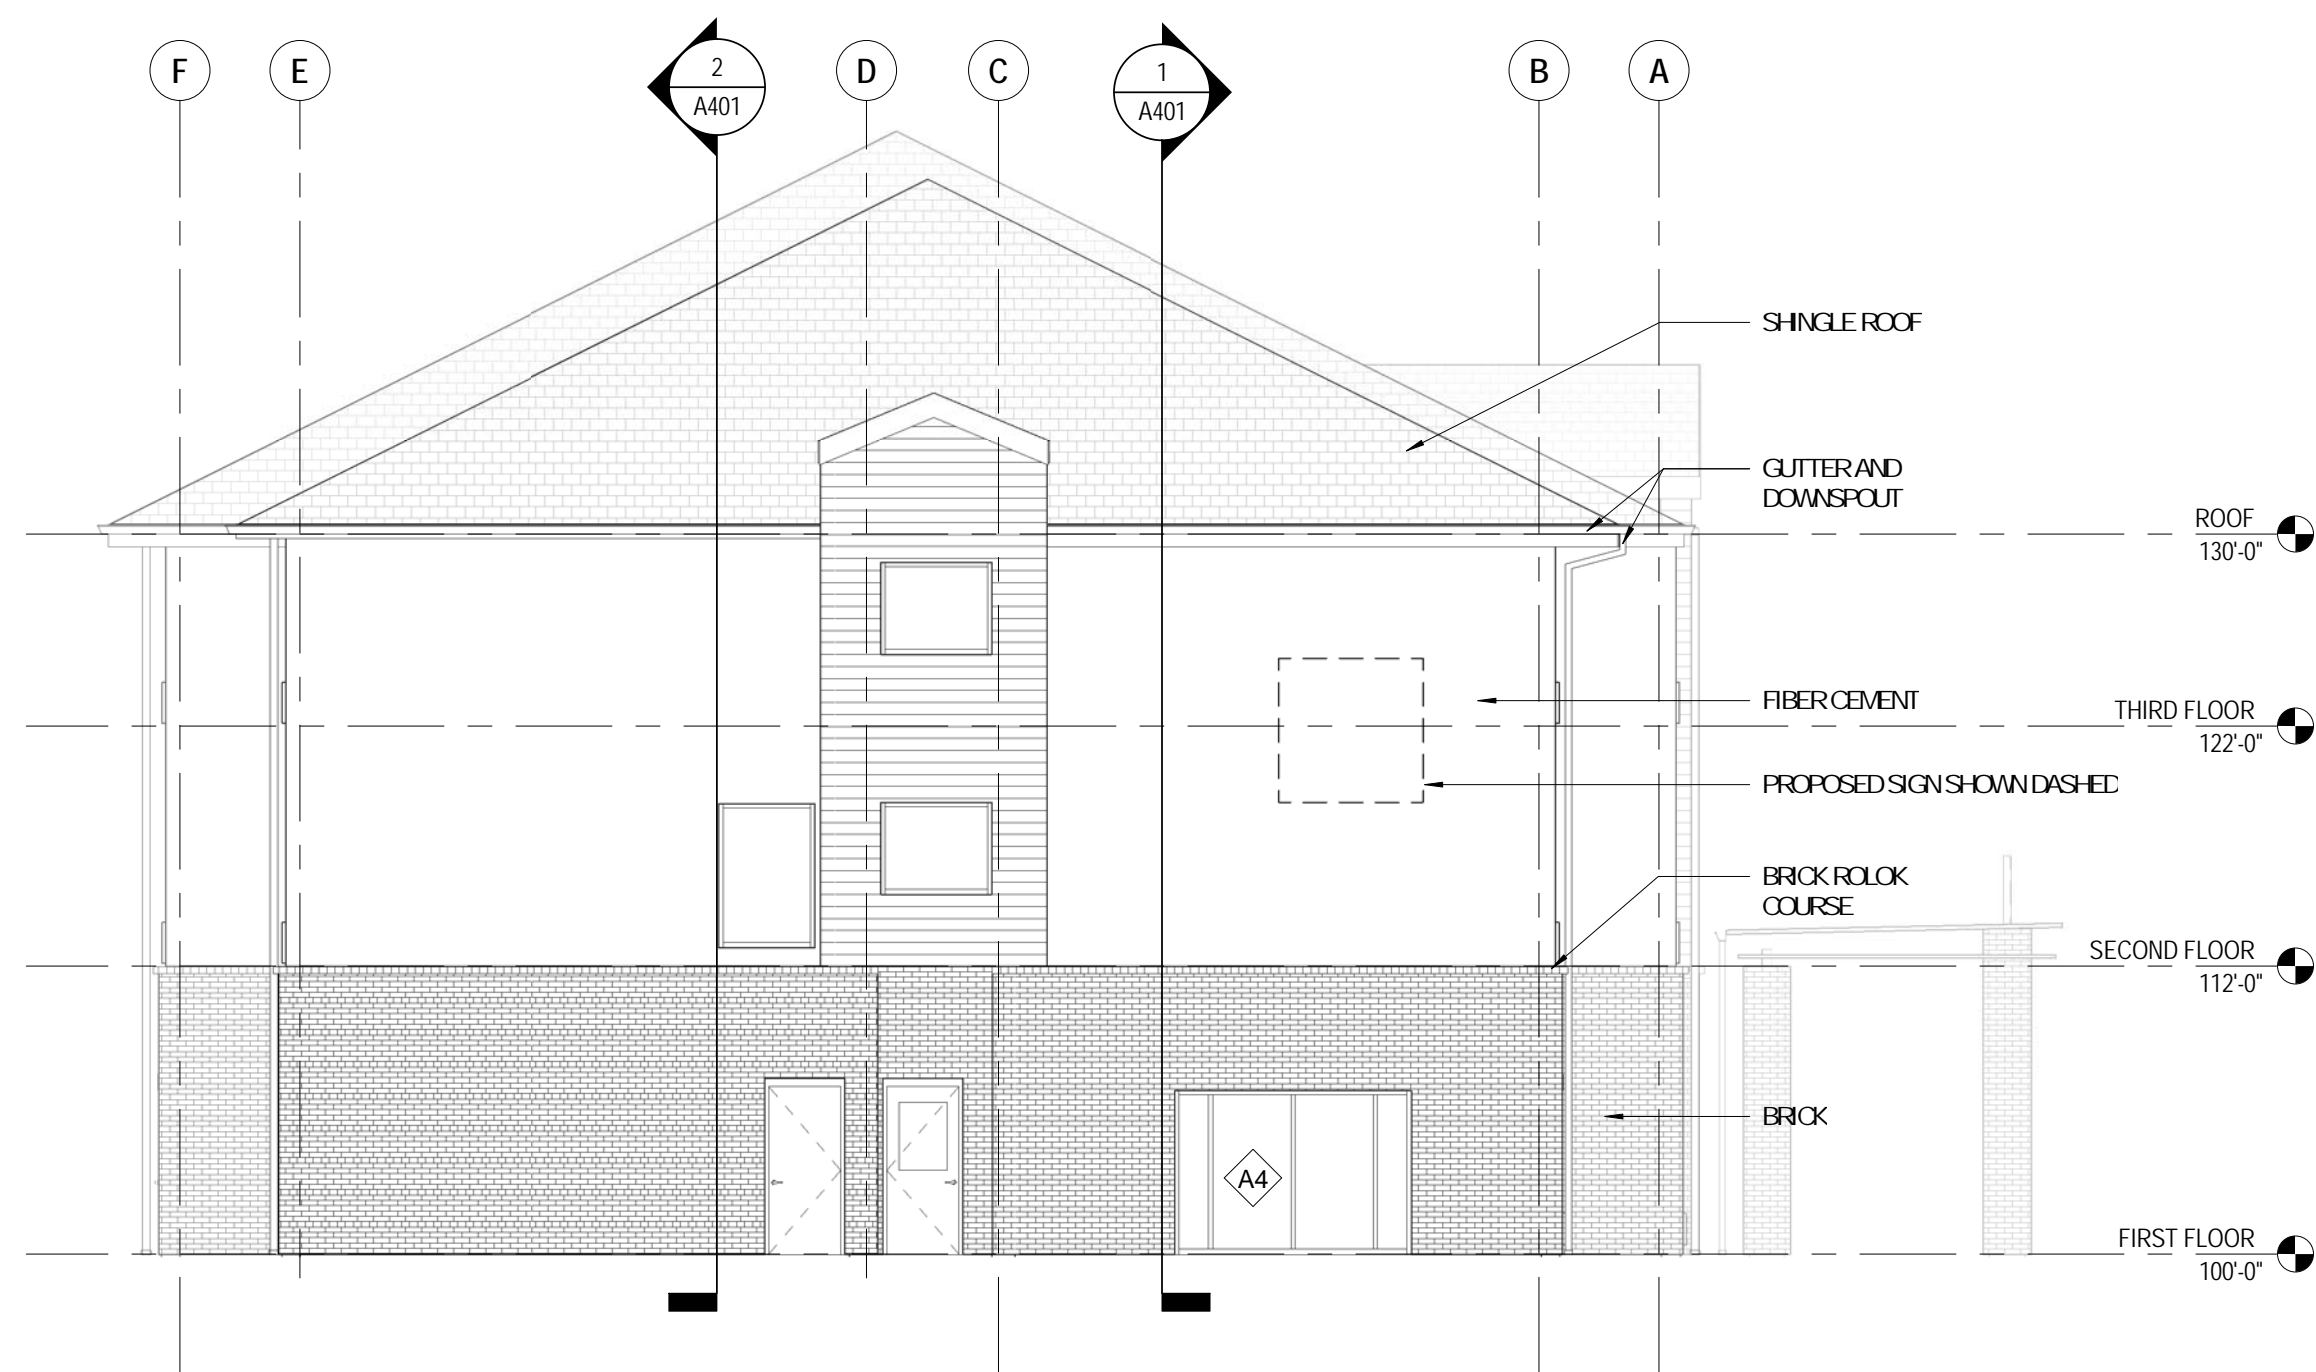 F
E
2
A401
D
C
1
A401
B
A
SHINGLE ROOF
GUTTER AND
DOWNSPOUT
ROOF
130'-0"
FIBER CEMENT
THIRD FLOOR
122'-0"
PROPOSED SIGN SHOWN DASHED
BRICK ROLOK
COURSE
SECOND FLOOR
112'-0"
BRICK
A4
FIRST FLOOR
100'-0"